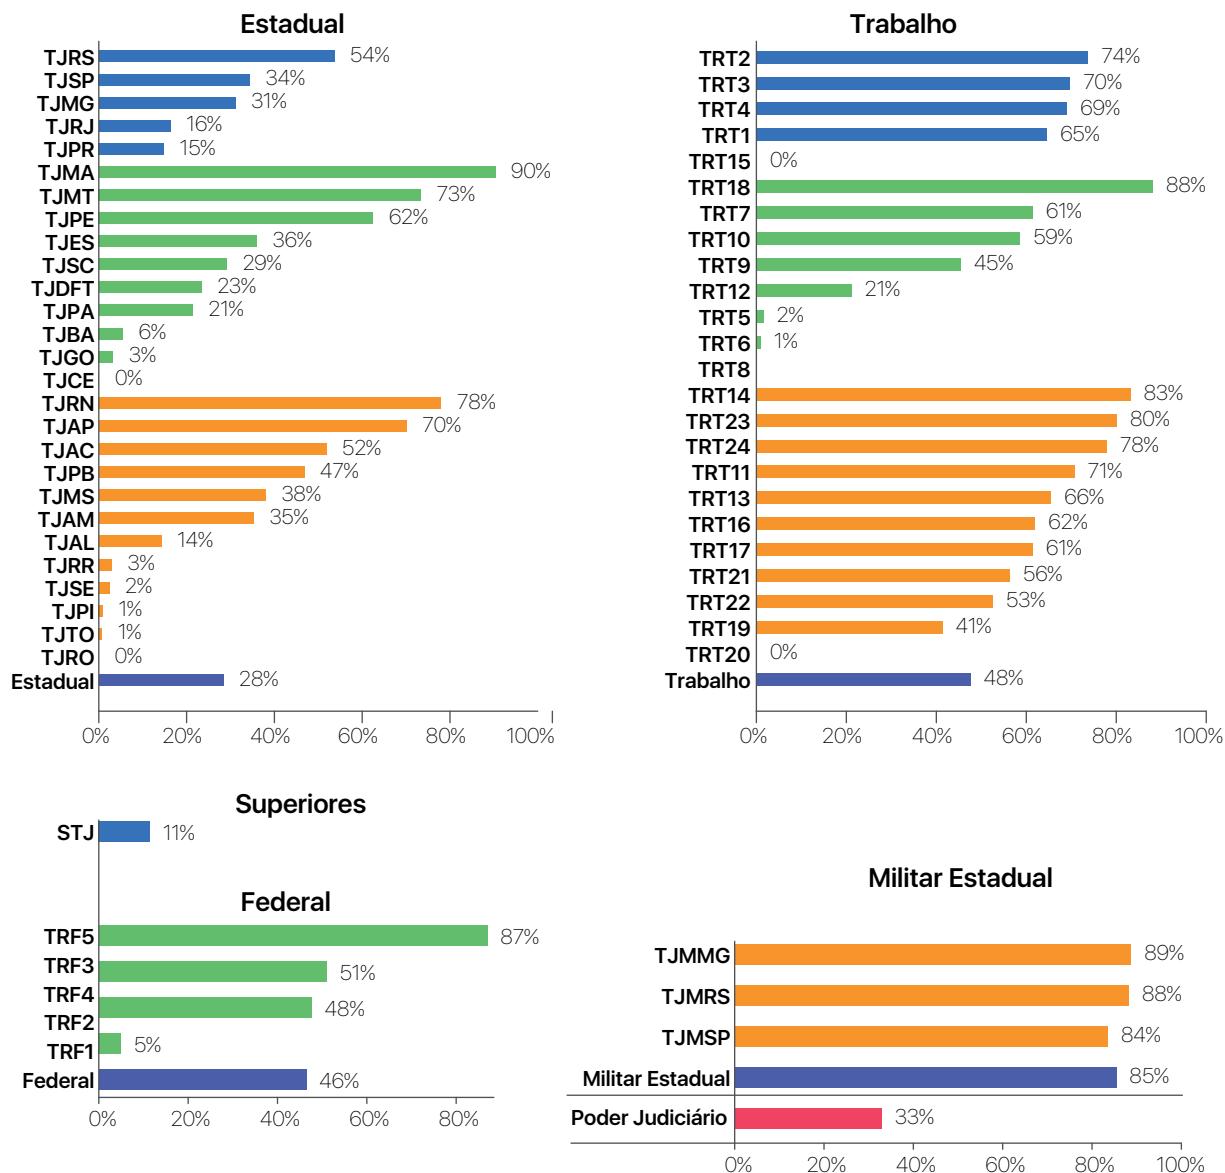 Estadual
TJRS 54%
TJSP 34%
TJMG 31%
TJRJ 16%
TJPR 15%
TJMA 90%
TJMT 73%
TJPE 62%
TJES 36%
TJSC 29%
TJDFT 23%
TJPA 21%
TJBA 6%
TJGO 3%
TJCE 0%
TJRN 78%
TJAP 70%
TJAC 52%
TJPB 47%
TJMS 38%
TJAM 35%
TJAL 14%
TJRR 3%
TJSE 2%
TJPI 1%
TJTO 1%
TJRO 0%
Estadual 28%
0% 20% 40% 60% 80% 100%
Trabalho
TRT2 74%
TRT3 70%
TRT4 69%
TRT1 65%
TRT15 0%
TRT18 88%
TRT7 61%
TRT10 59%
TRT9 45%
TRT12 21%
TRT5 2%
TRT6 1%
TRT8
TRT14 83%
TRT23 80%
TRT24 78%
TRT11 71%
TRT13 66%
TRT16 62%
TRT17 61%
TRT21 56%
TRT22 53%
TRT19 41%
TRT20 0%
Trabalho 48%
0% 20% 40% 60% 80% 100%
Superiores
STJ 11%
Federal
TRF5 87%
TRF3 51%
TRF4 48%
TRF2
TRF1 5%
Federal 46%
0% 20% 40% 60% 80%
Militar Estadual
TJMMG 89%
TJMRS 88%
TJMSP 84%
Militar Estadual 85%
Poder Judiciário 33%
0% 20% 40% 60% 80% 100%